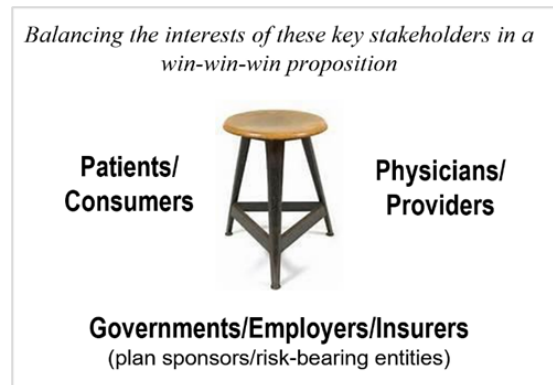 Balancing the interests of these key stakeholders in a
win-win-win proposition
Patients/
Consumers
Physicians/
Providers
Governments/Employers/Insurers
(plan sponsors/risk-bearing entities)